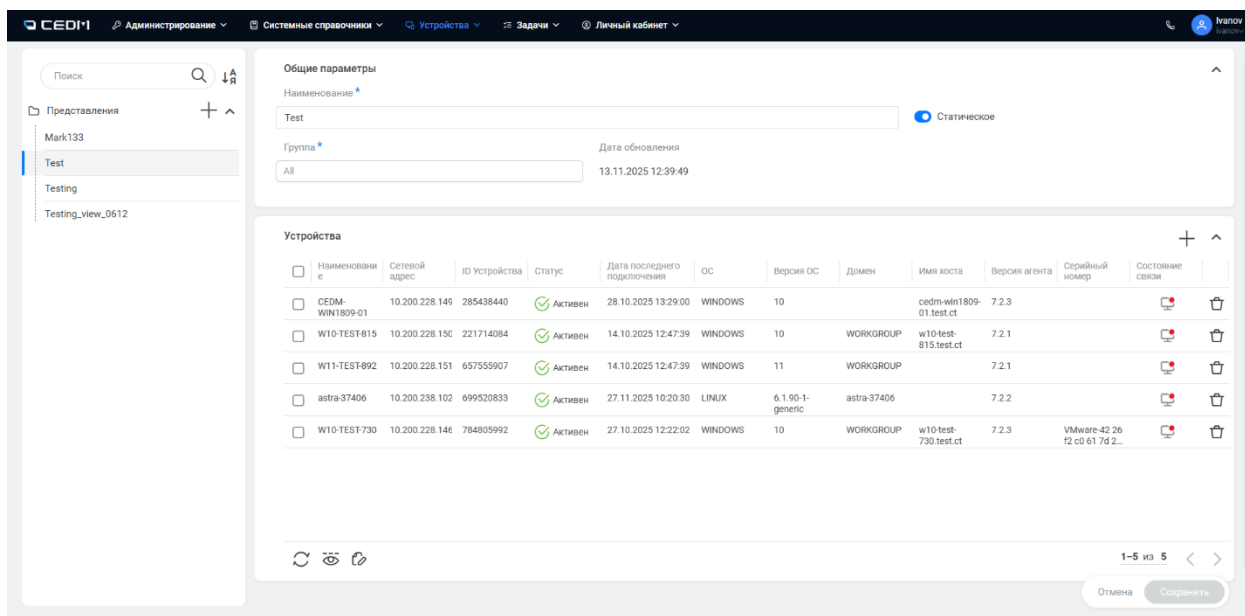 CEDM Администрирование Системные справочники Устройства Задачи Личный кабинет Ivanov
Ivanov
Поиск
Представления
Mark133
Test
Testing
Testing_view_0612
Общие параметры
Наименование *
Test
Статическое
Группа * Дата обновления
All 13.11.2025 12:39:49
Устройства
Наименовани
е Сетевой
адрес ID Устройства Статус Дата последнего
подключения ОС Версия ОС Домен Имя хоста Версия агента Серийный
номер Состояние
связи
CEDM-
WIN1809-01 10.200.228.149 285438440 Активен 28.10.2025 13:29:00 WINDOWS 10 cedm-win1809-
01.test.ct 7.2.3
W10-TEST-815 10.200.228.150 221714084 Активен 14.10.2025 12:47:39 WINDOWS 10 WORKGROUP w10-test-
815.test.ct 7.2.1
W11-TEST-892 10.200.228.151 657555907 Активен 14.10.2025 12:47:39 WINDOWS 11 WORKGROUP 7.2.1
astra-37406 10.200.238.102 699520833 Активен 27.11.2025 10:20:30 LINUX 6.1.90-1-
generic astra-37406 7.2.2
W10-TEST-730 10.200.228.146 784805992 Активен 27.10.2025 12:22:02 WINDOWS 10 WORKGROUP w10-test-
730.test.ct 7.2.3 VMware-42 26
f2 c0 61 7d 2...
1–5 из 5
Отмена Сохранить